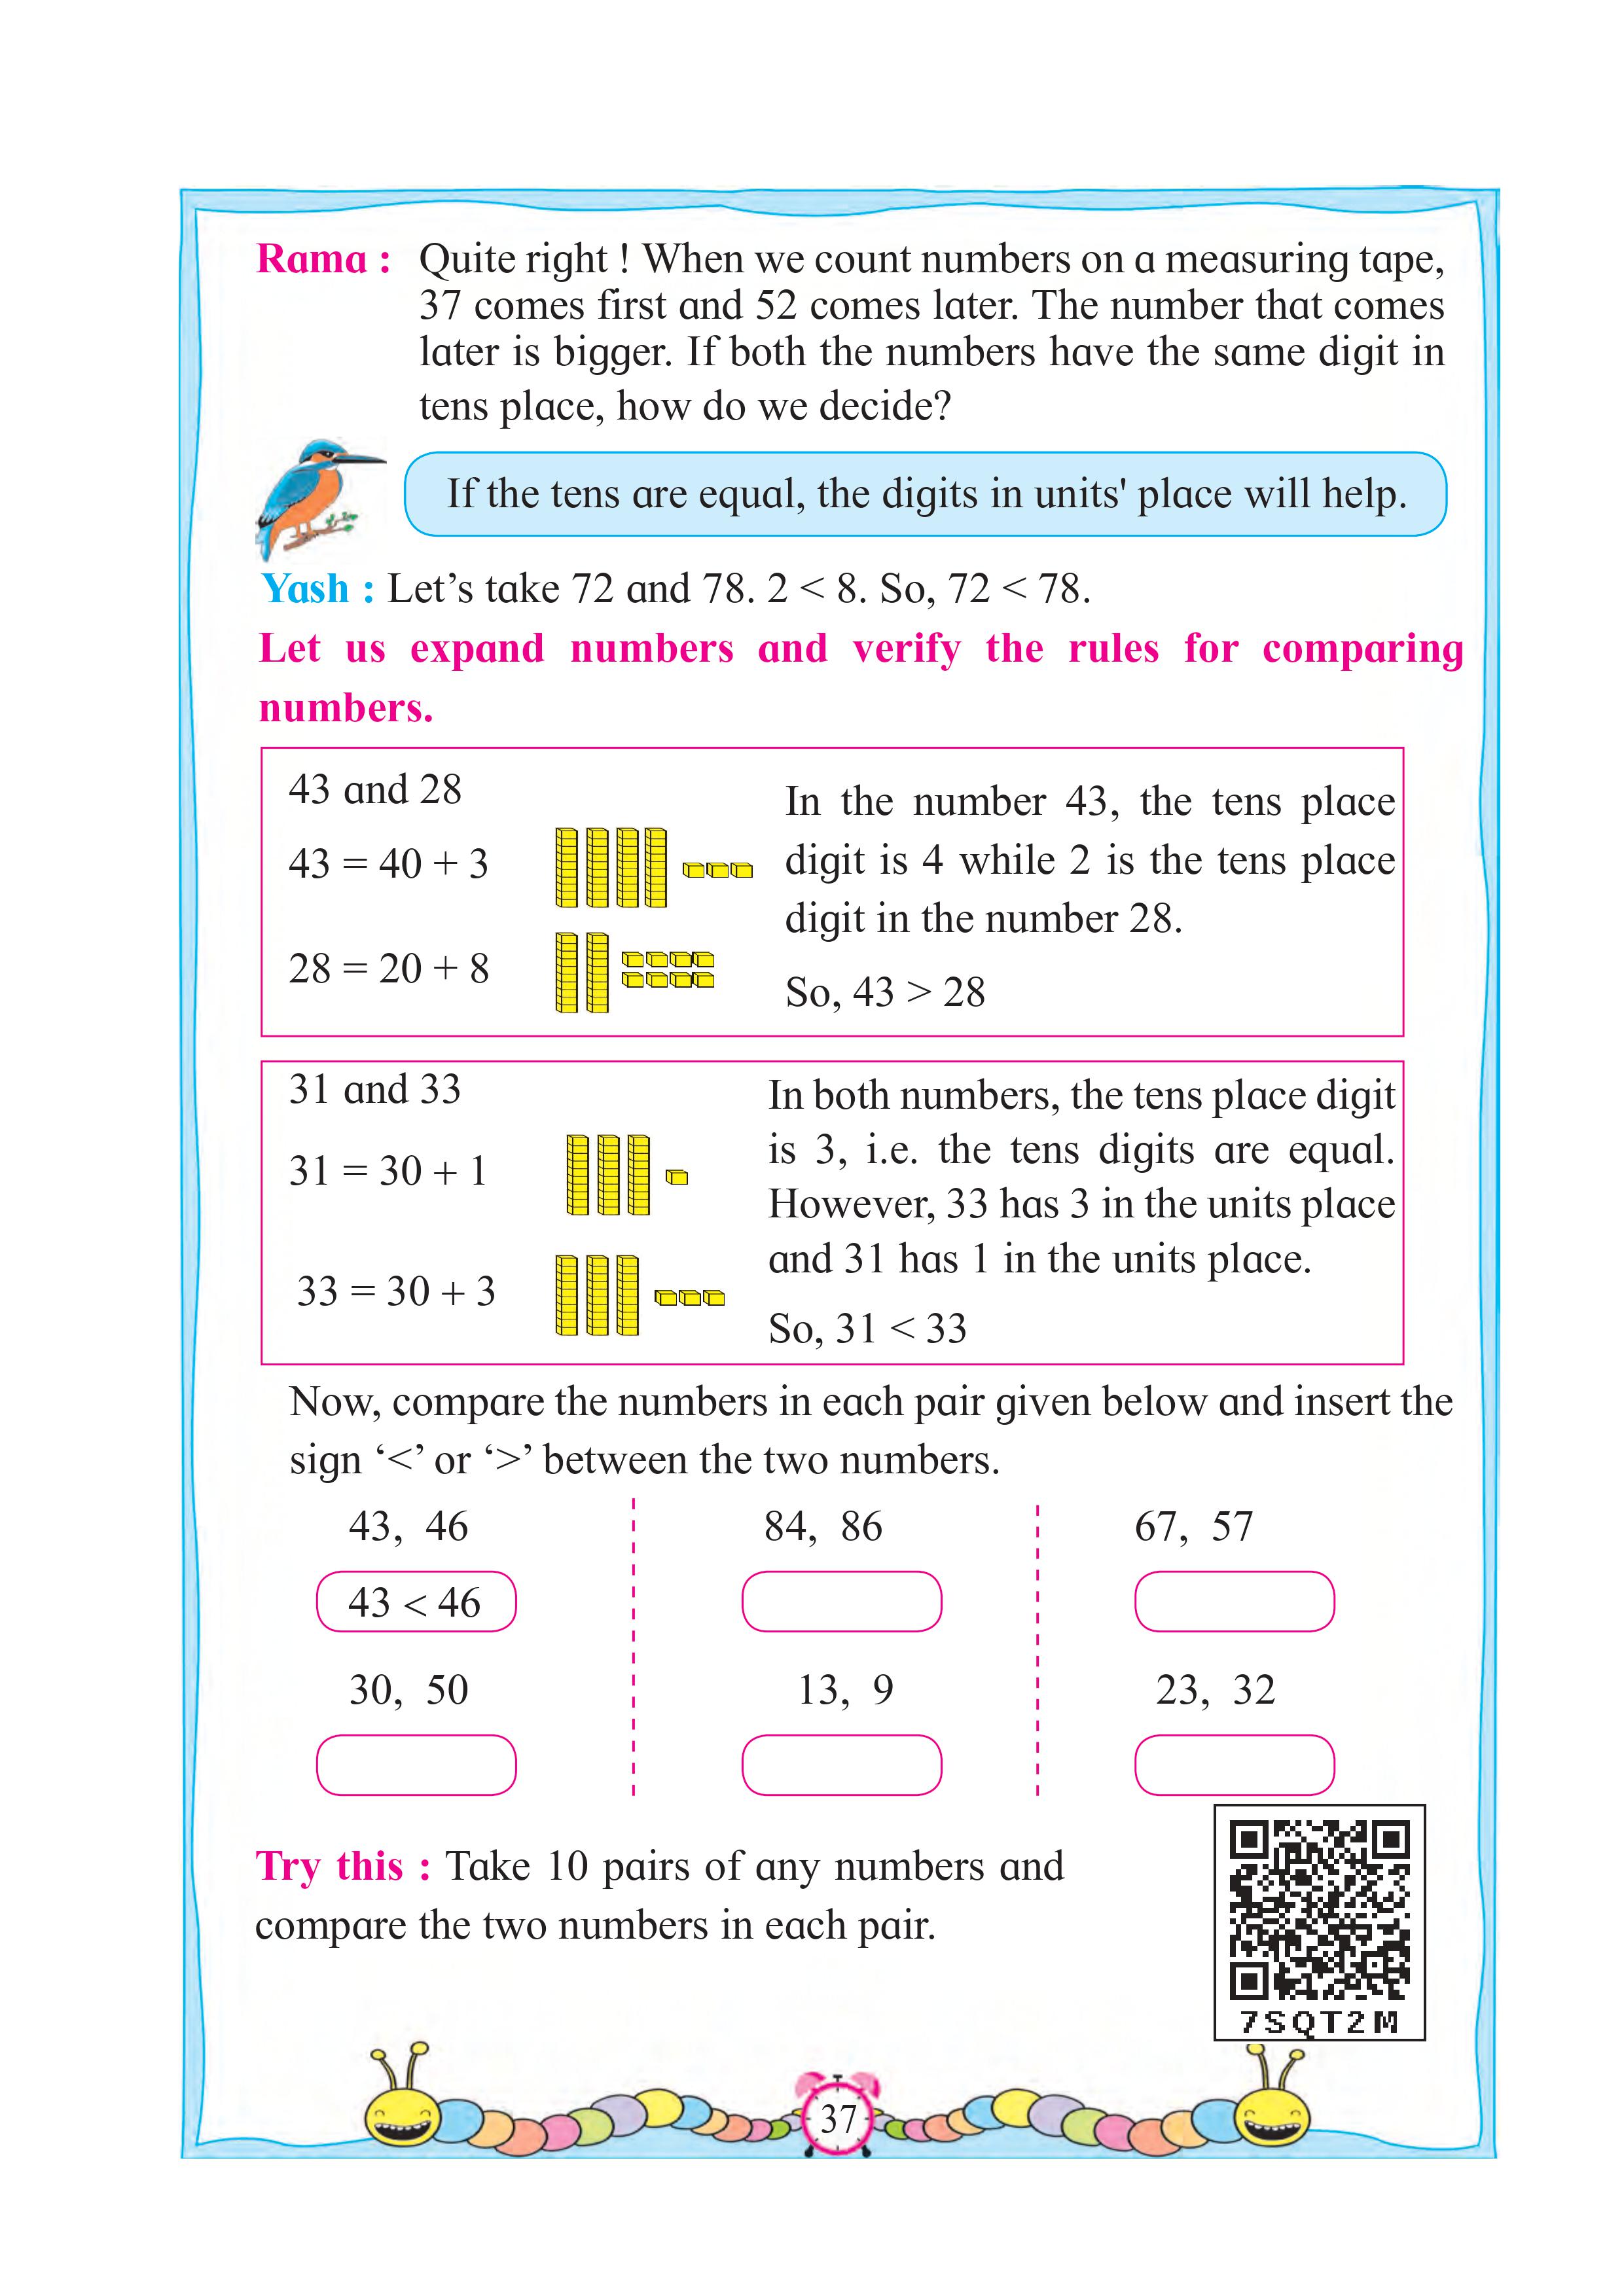 Rama : Quite right ! When we count numbers on a measuring tape,
37 comes first and 52 comes later. The number that comes
later is bigger. If both the numbers have the same digit in
tens place, how do we decide?
If the tens are equal, the digits in units' place will help.
Yash : Let’s take 72 and 78. 2 < 8. So, 72 < 78.
Let us expand numbers and verify the rules for comparing
numbers.
43 and 28
43 = 40 + 3
28 = 20 + 8
In the number 43, the tens place
digit is 4 while 2 is the tens place
digit in the number 28.
So, 43 > 28
31 and 33
31 = 30 + 1
33 = 30 + 3
In both numbers, the tens place digit
is 3, i.e. the tens digits are equal.
However, 33 has 3 in the units place
and 31 has 1 in the units place.
So, 31 < 33
Now, compare the numbers in each pair given below and insert the
sign ‘<’ or ‘>’ between the two numbers.
43, 46
84, 86
67, 57
43 < 46
30, 50
13, 9
23, 32
Try this : Take 10 pairs of any numbers and
compare the two numbers in each pair.
7SQT2M
37